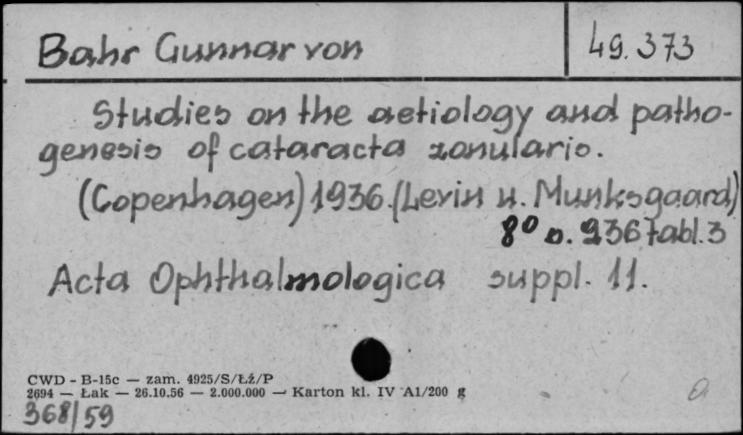 Bahr Gunnar von
49.373
Studies on the aetiology and patho-
genesis of cataracta zonularis.
(Copenhagen) 1936. (Levin u. Munksgaard)
8° s. 236 tabl. 3
Acta Ophthalmologica suppl. 11.
CWD - B-15c — zam. 4925/S/Łź/P
2694 — Łak — 26.10.56 — 2.000.000 — Karton kl. IV A1/200 g
368/59